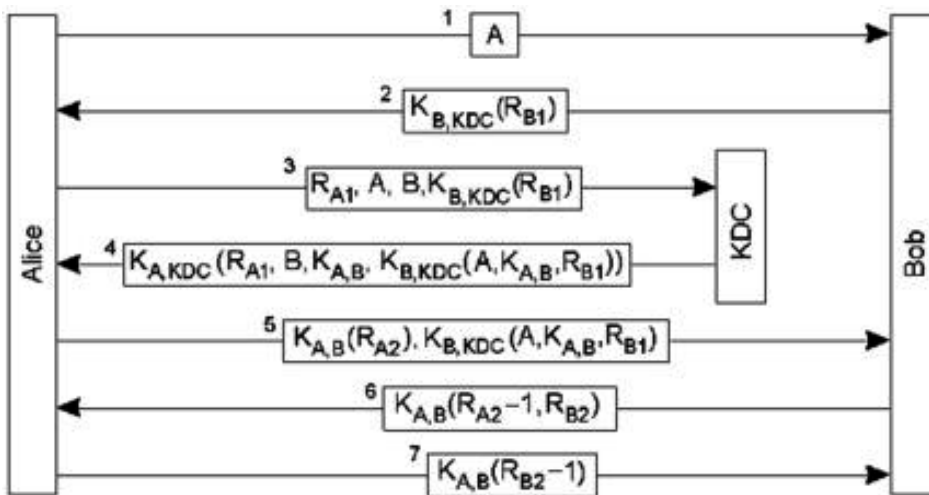 1
A
2
K_B,KDC(R_B1)
3
R_A1, A, B,K_B,KDC(R_B1)
KDC
4
K_A,KDC(R_A1, B,K_A,B, K_B,KDC(A,K_A,B,R_B1))
Alice
Bob
5
K_A,B(R_A2),K_B,KDC(A,K_A,B,R_B1)
6
K_A,B(R_A2−1,R_B2)
7
K_A,B(R_B2−1)